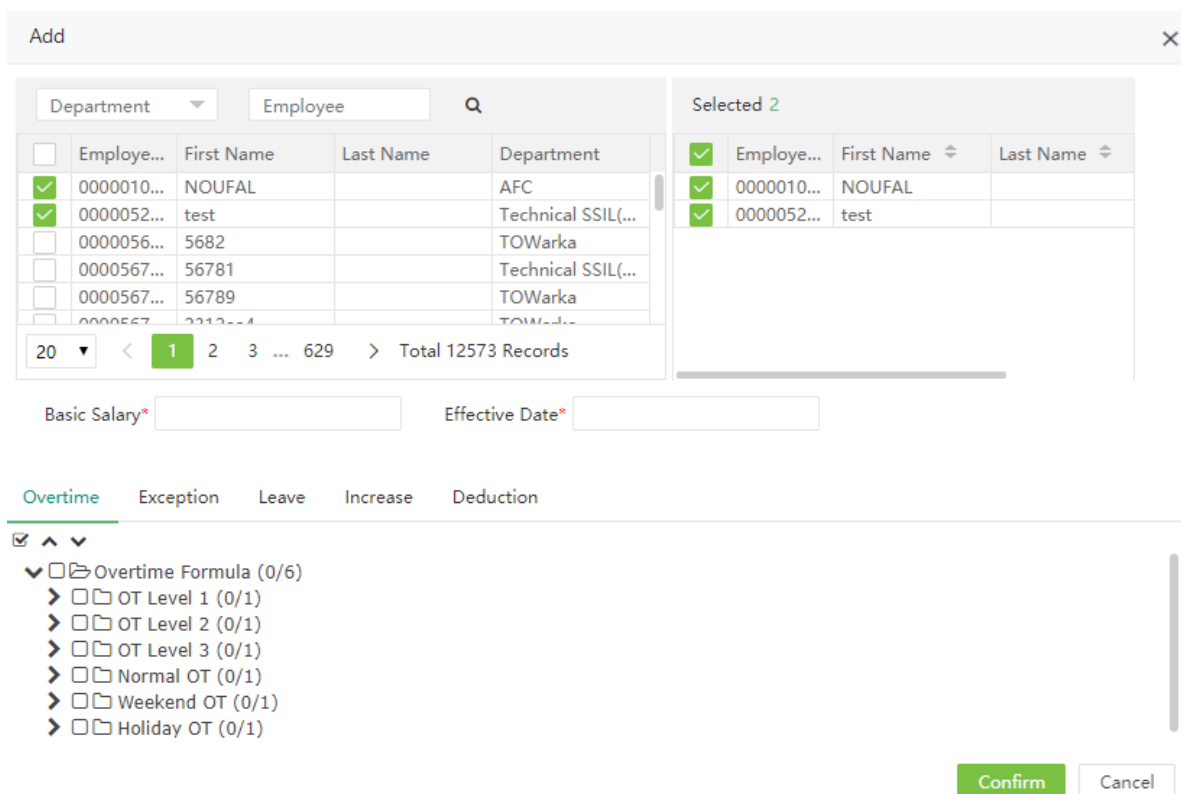 Add
Department Employee Selected 2
Employe... First Name Last Name Department Employe... First Name Last Name
0000010... NOUFAL AFC 0000010... NOUFAL
0000052... test Technical SSIL(... 0000052... test
0000056... 5682 TOWarka
0000567... 56781 Technical SSIL(...
0000567... 56789 TOWarka
20 1 2 3 ... 629 Total 12573 Records
Basic Salary* Effective Date*
Overtime Exception Leave Increase Deduction
Overtime Formula (0/6)
OT Level 1 (0/1)
OT Level 2 (0/1)
OT Level 3 (0/1)
Normal OT (0/1)
Weekend OT (0/1)
Holiday OT (0/1)
Confirm Cancel